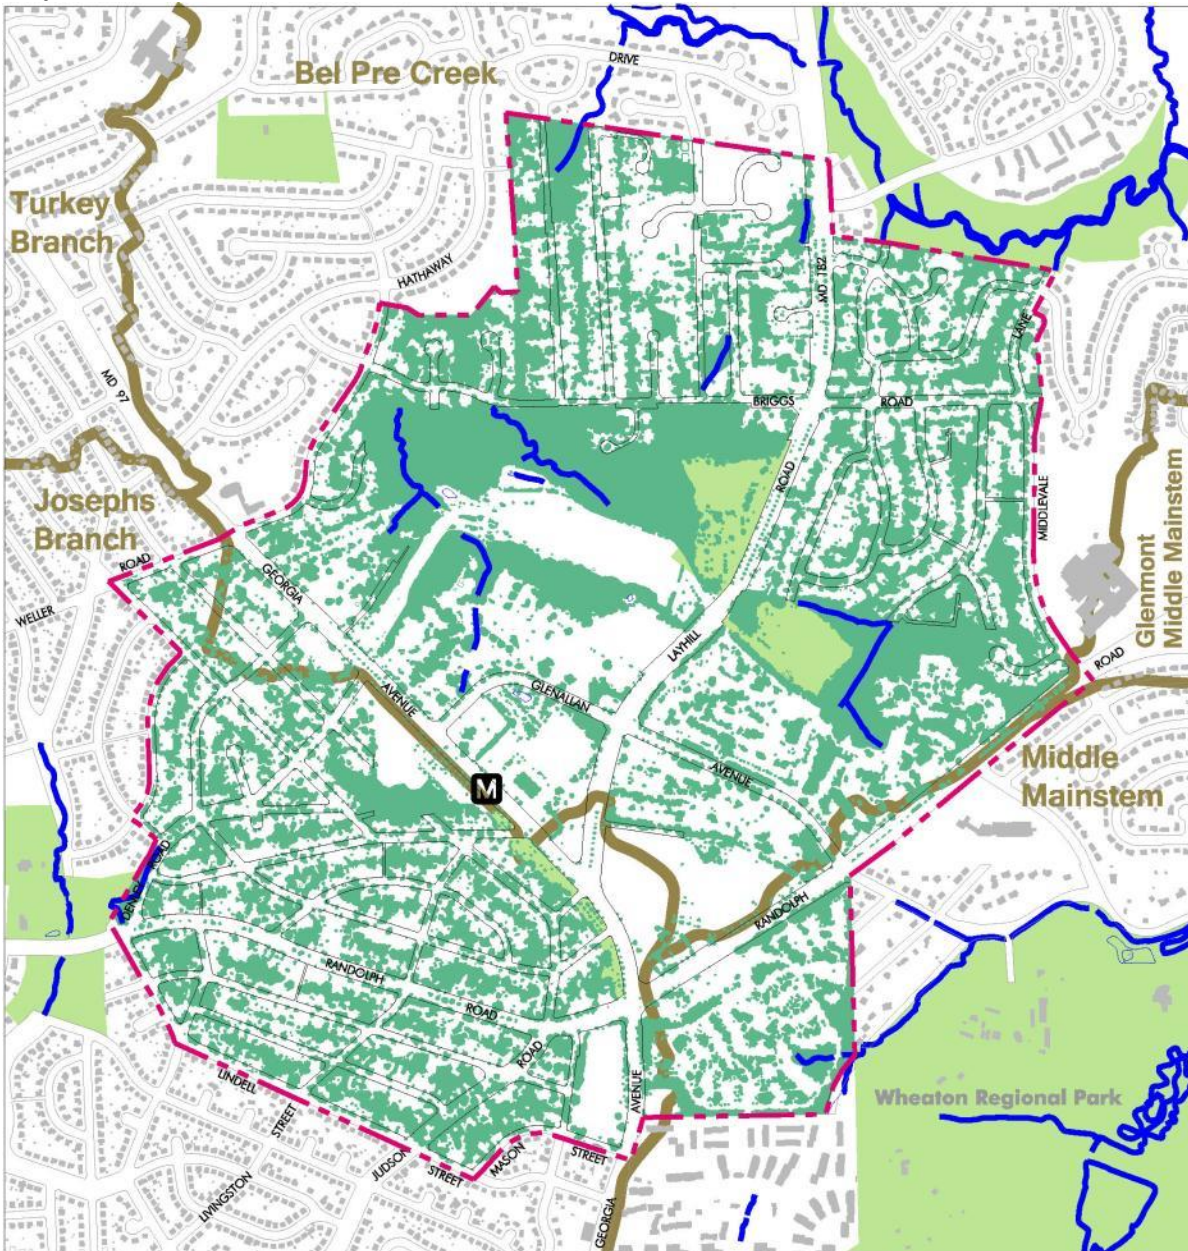 DRIVE
Bel Pre Creek
Turkey
Branch
HATHAWAY
MD 182
LANE
MD 97
BRIGGS
ROAD
ROAD
MIDDLEVALE
Josephs
Branch
ROAD
GEORGIA
WELLER
Glenmont
Middle Mainstem
LAYHILL
ROAD
AVENUE
GLENALLAN
AVENUE
M
Middle
Mainstem
ROAD
RANDOLPH
RANDOLPH
ROAD
ROAD
AVENUE
Wheaton Regional Park
LINDELL
STREET
JUDSON
STREET
MASON
STREET
LIVINGSTON
GEORGIA